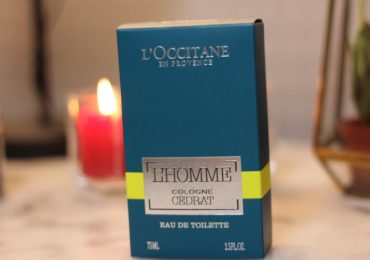 L'OCCITANE
EN PROVENCE
L'HOMME
COLOGNE
CEDRAT
EAU DE TOILETTE
75ML 2.5FL.OZ.